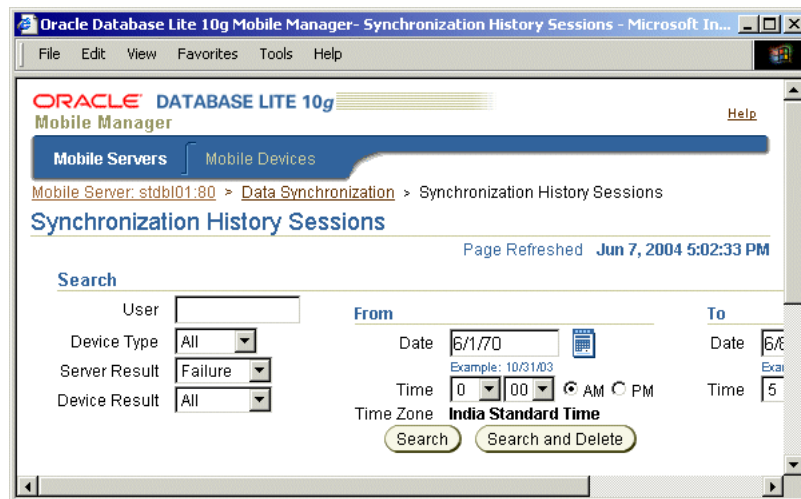 Oracle Database Lite 10g Mobile Manager- Synchronization History Sessions - Microsoft In...
File Edit View Favorites Tools Help
ORACLE DATABASE LITE 10g
Mobile Manager
Help
Mobile Servers Mobile Devices
Mobile Server: stdbl01:80 > Data Synchronization > Synchronization History Sessions
Synchronization History Sessions
Page Refreshed Jun 7, 2004 5:02:33 PM
Search
User
Device Type All
Server Result Failure
Device Result All
From
Date 6/1/70
Example: 10/31/03
Time 0 00 AM PM
Time Zone India Standard Time
To
Date
Time 5
Search Search and Delete